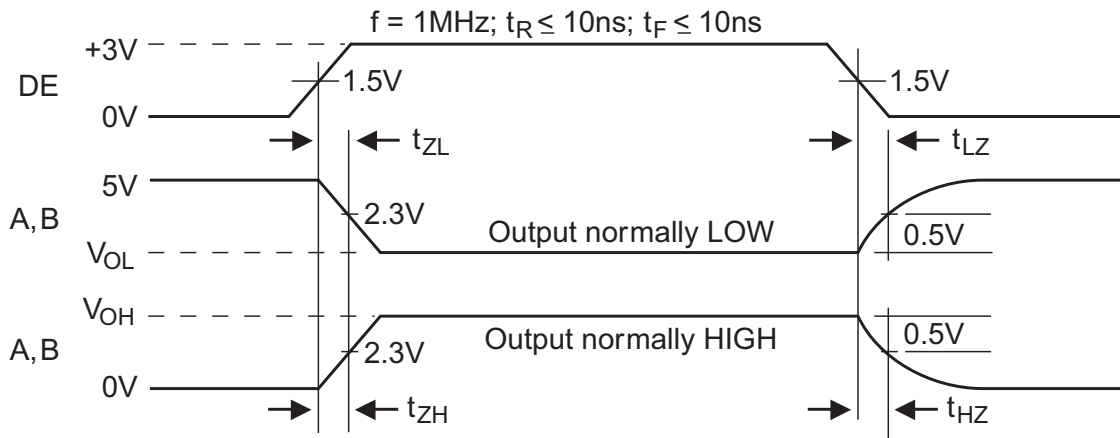 f = 1MHz; tR ≤ 10ns; tF ≤ 10ns
+3V
DE
1.5V
1.5V
0V
tZL
tLZ
5V
A,B
2.3V
Output normally LOW
0.5V
VOL
VOH
Output normally HIGH
0.5V
A,B
2.3V
0V
tZH
tHZ